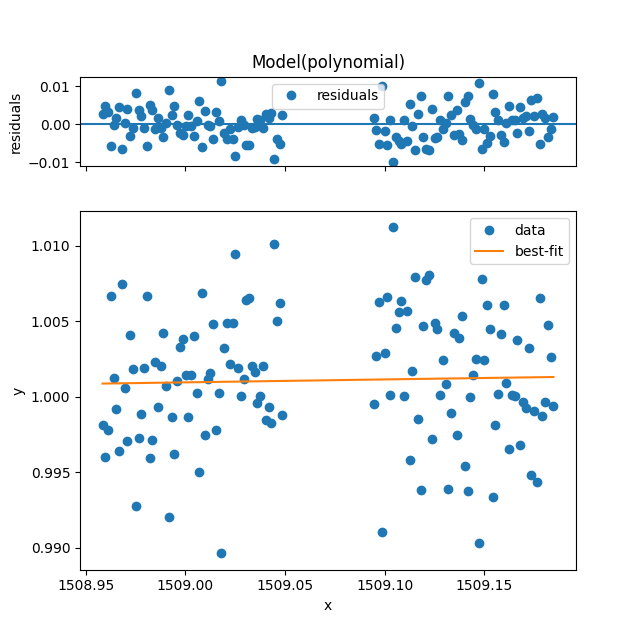 Model(polynomial)
residuals
0.01
0.00
−0.01
residuals
y
1.010
1.005
1.000
0.995
0.990
data
best-fit
1508.95
1509.00
1509.05
1509.10
1509.15
x